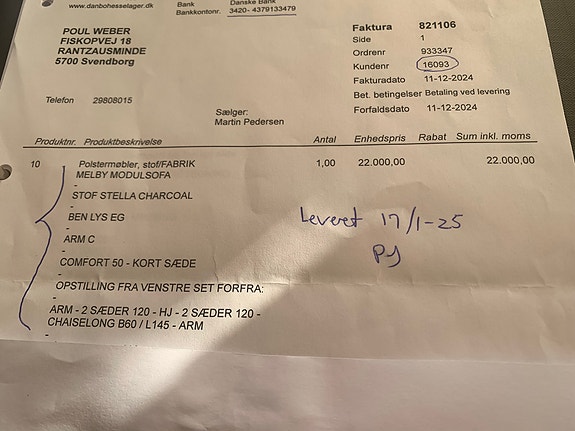 www.danbohesselager.dk
Bank Danske Bank
Bankkontonr. 3420- 4379133479
POUL WEBER
FISKOPVEJ 18
RANTZAUSMINDE
5700 Svendborg
Faktura 821106
Side 1
Ordrenr 933347
Kundenr 16093
Fakturadato 11-12-2024
Bet. betingelser Betaling ved levering
Forfaldsdato 11-12-2024
Telefon 29808015
Sælger:
Martin Pedersen
Produktnr. Produktbeskrivelse Antal Enhedspris Rabat Sum inkl. moms
10 Polstermøbler, stof/FABRIK 1,00 22.000,00 22.000,00
MELBY MODULSOFA
-
STOF STELLA CHARCOAL
-
BEN LYS EG
-
ARM C
-
COMFORT 50 - KORT SÆDE
-
OPSTILLING FRA VENSTRE SET FORFRA:
-
ARM - 2 SÆDER 120 - HJ - 2 SÆDER 120 -
CHAISELONG B60 / L145 - ARM
-
Leveret 17/1-25